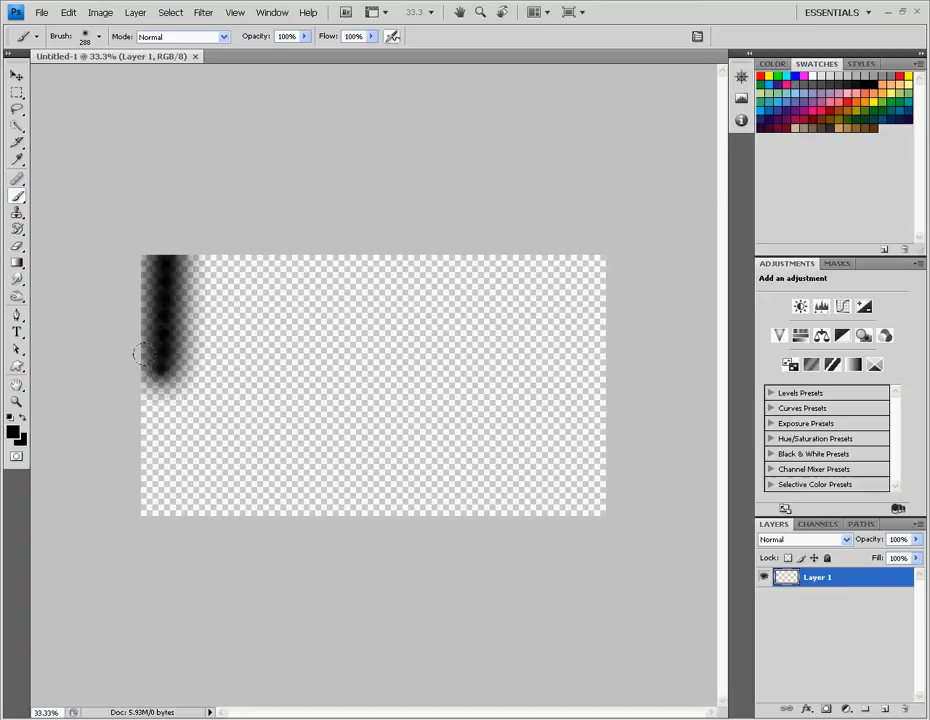 Ps File Edit Image Layer Select Filter View Window Help Br 33.3 ESSENTIALS
Brush: 288 Mode: Normal Opacity: 100% Flow: 100%
Untitled-1 @ 33.3% (Layer 1, RGB/8) x
COLOR SWATCHES STYLES
ADJUSTMENTS MASKS
Add an adjustment
Levels Presets
Curves Presets
Exposure Presets
Hue/Saturation Presets
Black & White Presets
Channel Mixer Presets
Selective Color Presets
LAYERS CHANNELS PATHS
Normal Opacity: 100%
Lock: Fill: 100%
Layer 1
33.33% Doc: 5.93M/0 bytes